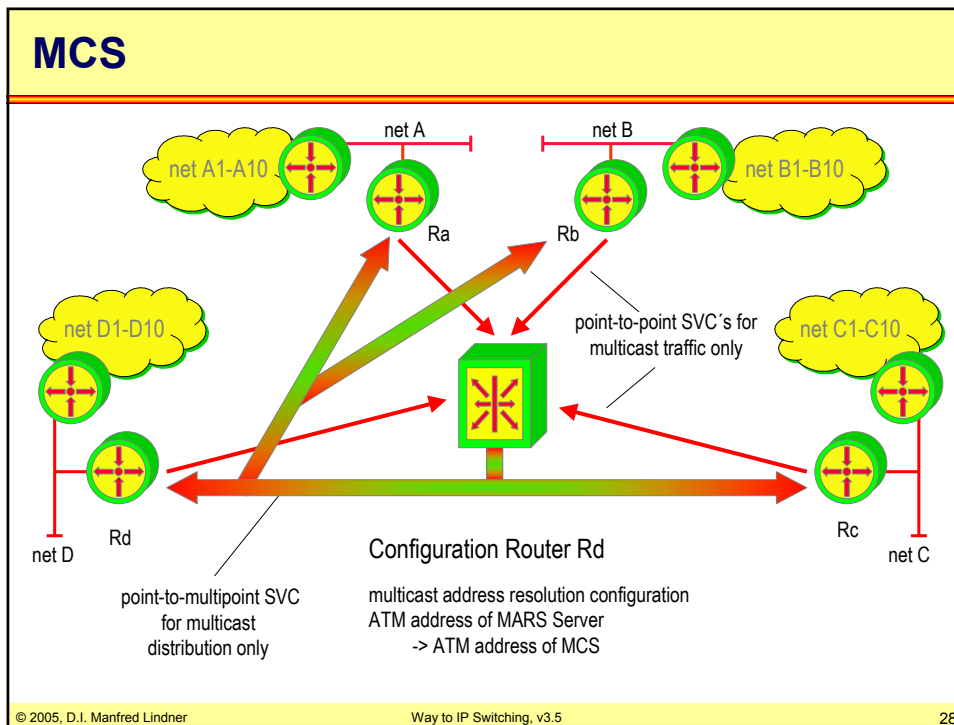 MCS
net A
net B
net A1-A10
net B1-B10
Ra
Rb
net D1-D10
point-to-point SVC´s for
multicast traffic only
net C1-C10
Rd
Rc
net D
net C
Configuration Router Rd
point-to-multipoint SVC
for multicast
distribution only
multicast address resolution configuration
ATM address of MARS Server
-> ATM address of MCS
© 2005, D.I. Manfred Lindner
Way to IP Switching, v3.5
28